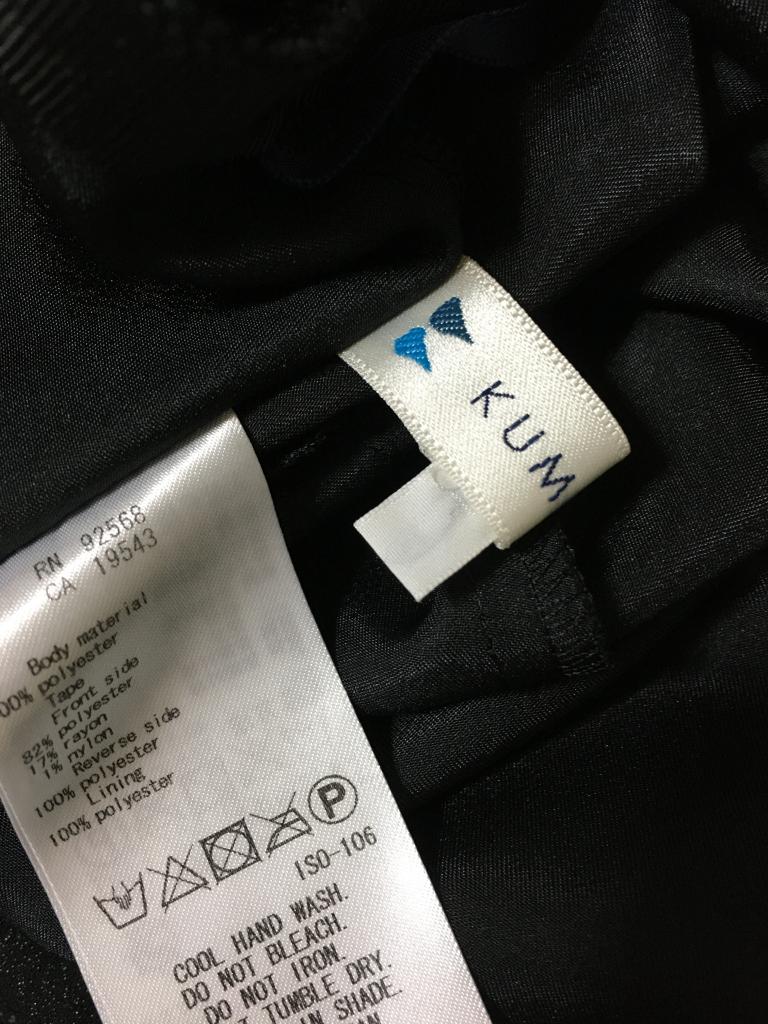 KUM
RN 92568
CA 19543
Body material
00% polyester
Tape
Front side
82% polyester
17% rayon
1% nylon
Reverse side
100% polyester
Lining
100% polyester
P
ISO-106
COOL HAND WASH.
DO NOT BLEACH.
DO NOT IRON.
T TUMBLE DRY.
IN SHADE.